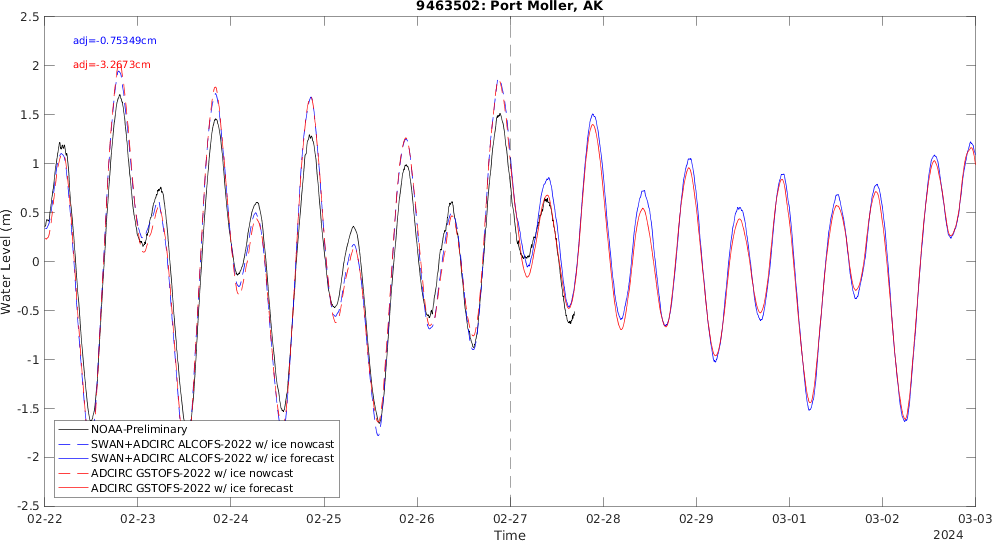 9463502: Port Moller, AK
adj=-0.75349cm
adj=-3.2673cm
Water Level (m)
2.5
2
1.5
1
0.5
0
-0.5
-1
-1.5
-2
-2.5
NOAA-Preliminary
SWAN+ADCIRC ALCOFS-2022 w/ ice nowcast
SWAN+ADCIRC ALCOFS-2022 w/ ice forecast
ADCIRC GSTOFS-2022 w/ ice nowcast
ADCIRC GSTOFS-2022 w/ ice forecast
02-22 02-23 02-24 02-25 02-26 02-27 02-28 02-29 03-01 03-02 03-03
Time
2024